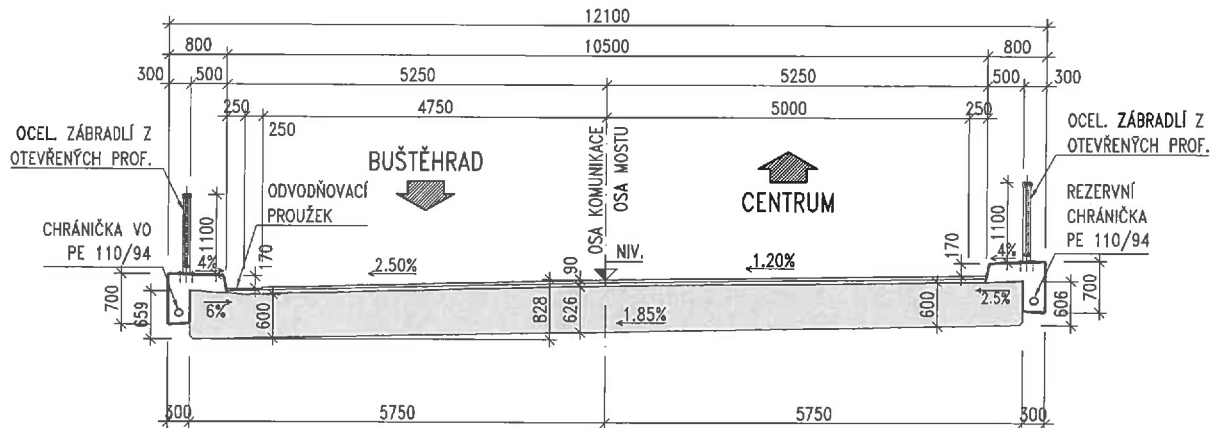 12100
800
10500
800
300
500
5250
5250
500
300
250
4750
5000
250
250
OCEL. ZÁBRADLÍ Z
OTEVŘENÝCH PROF.
BUŠTĚHRAD
OSA KOMUNIKACE
OSA MOSTU
CENTRUM
OCEL. ZÁBRADLÍ Z
OTEVŘENÝCH PROF.
ODVODŇOVACÍ
PROUŽEK
CHRÁNIČKA VO
PE 110/94
REZERVNÍ
CHRÁNIČKA
PE 110/94
1100
4%
170
2.50%
90
NIV.
1.20%
170
4%
1100
700
659
6%
600
828
626
1.85%
600
2.5%
606
700
300
5750
5750
300